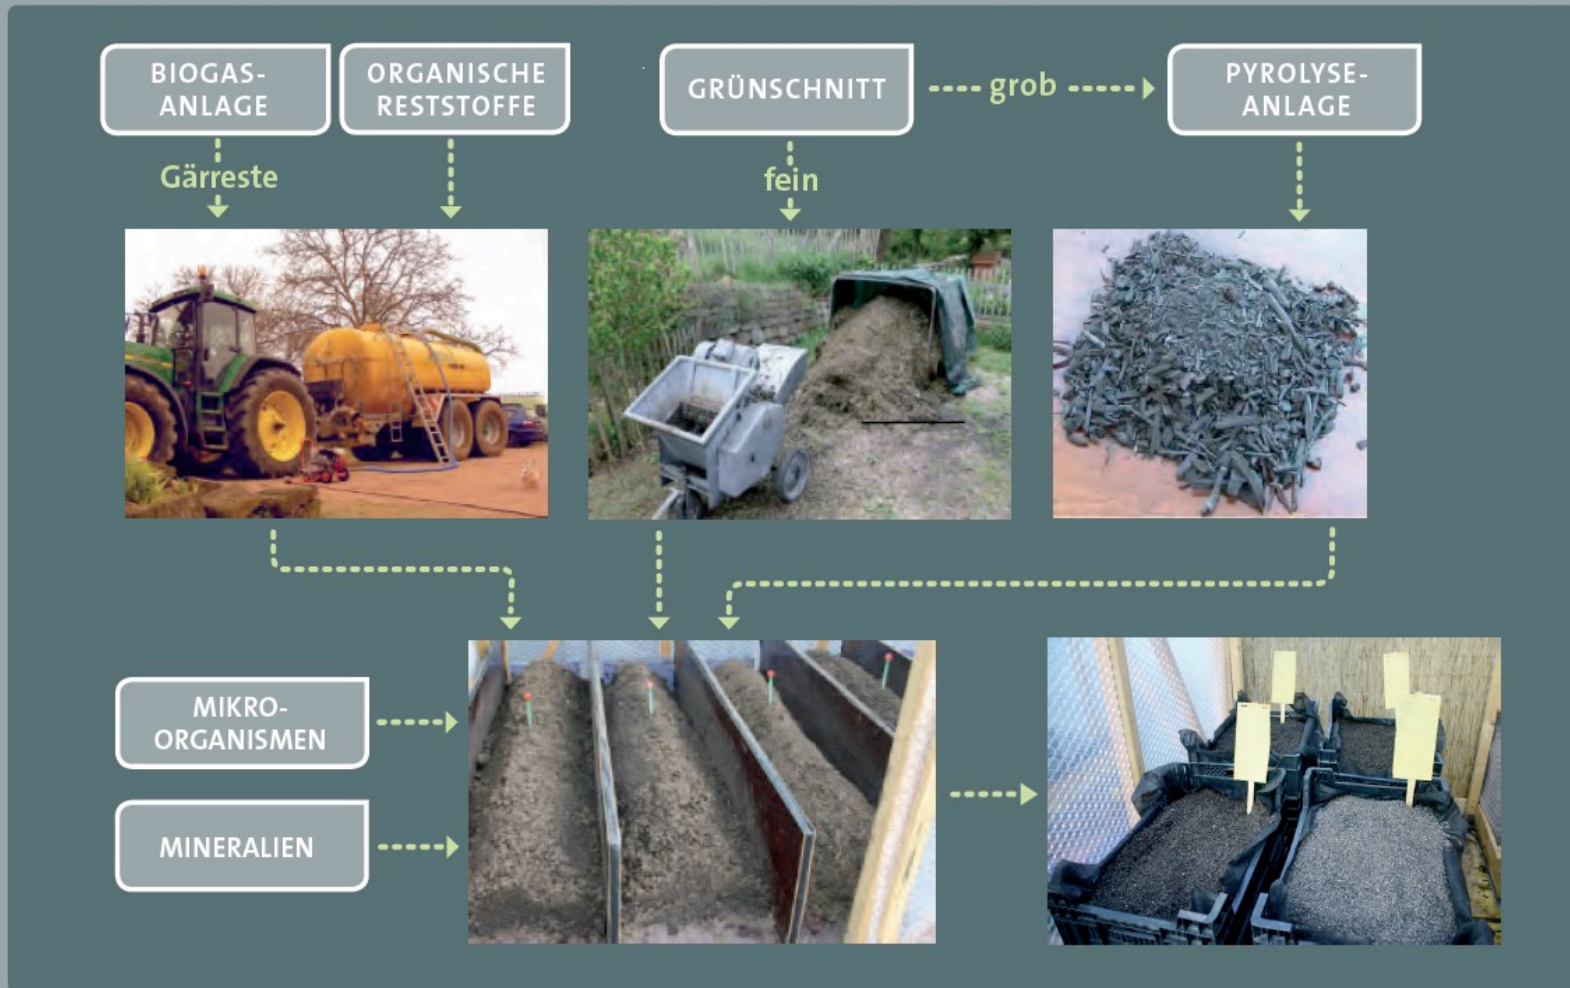 BIOGAS-
ANLAGE
ORGANISCHE
RESTSTOFFE
GRÜNSCHNITT
grob
PYROLYSE-
ANLAGE
Gärreste
fein
MIKRO-
ORGANISMEN
MINERALIEN